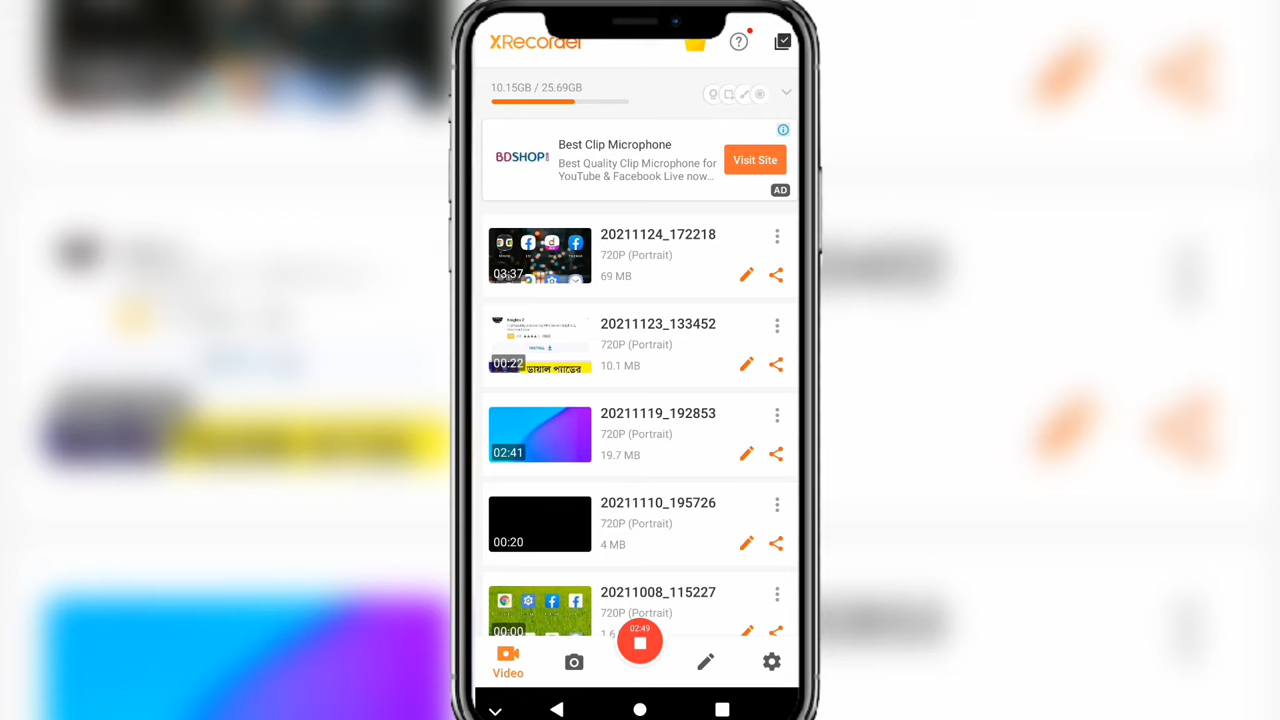 XRecorder
10.15GB / 25.69GB
BDSHOP
Best Clip Microphone
Best Quality Clip Microphone for
YouTube & Facebook Live now...
Visit Site
AD
20211124_172218
720P (Portrait)
69 MB
03:37
20211123_133452
720P (Portrait)
10.1 MB
INSTALL
00:22
ডায়াল প্যাডের
20211119_192853
720P (Portrait)
19.7 MB
02:41
20211110_195726
720P (Portrait)
4 MB
00:20
20211008_115227
720P (Portrait)
00:00
1.6
02:49
Video